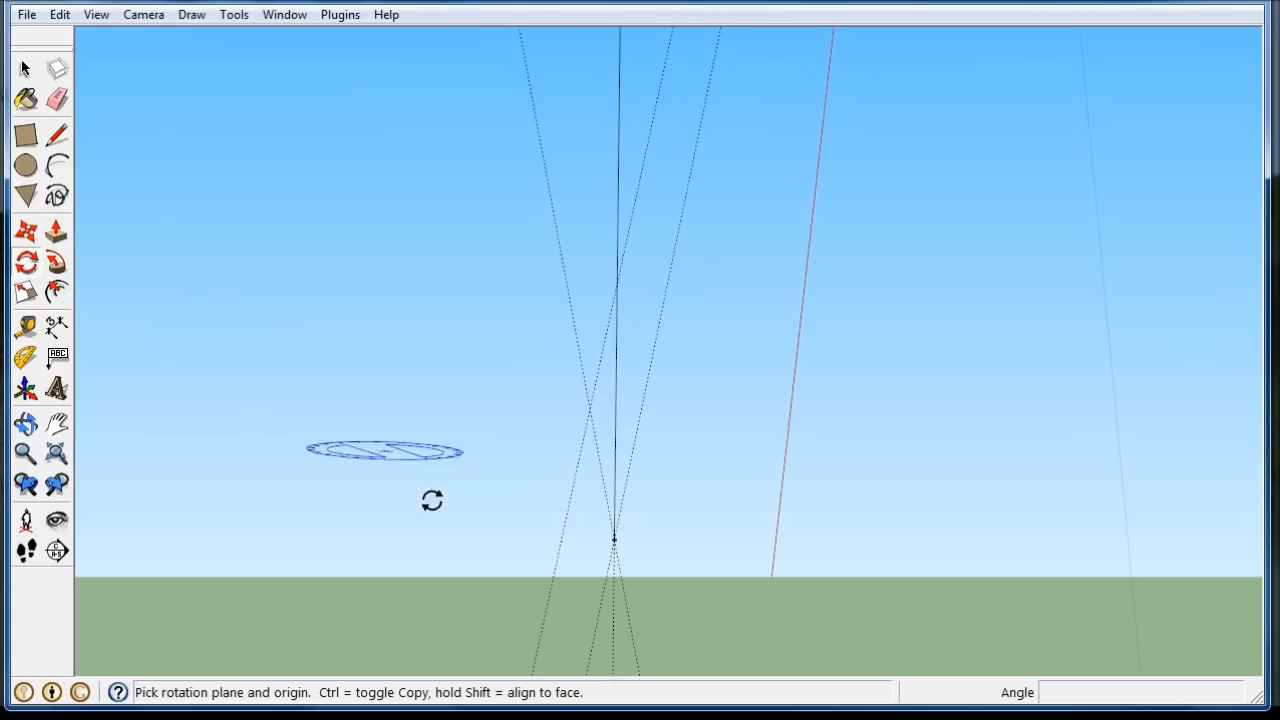 File Edit View Camera Draw Tools Window Plugins Help
ABC
A
Pick rotation plane and origin.  Ctrl = toggle Copy, hold Shift = align to face.
Angle